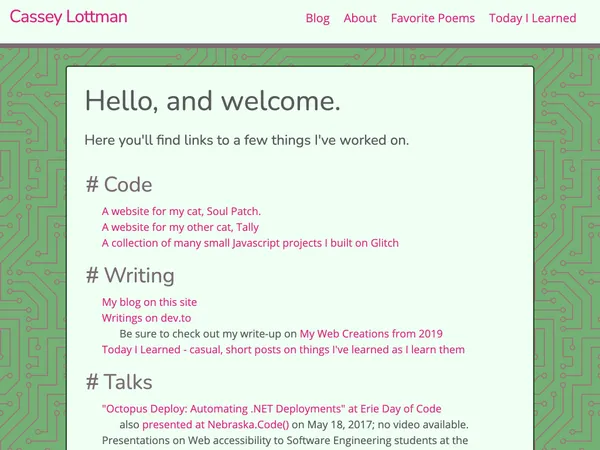 Cassey Lottman
Blog About Favorite Poems Today I Learned
Hello, and welcome.
Here you'll find links to a few things I've worked on.
# Code
A website for my cat, Soul Patch.
A website for my other cat, Tally
A collection of many small Javascript projects I built on Glitch
# Writing
My blog on this site
Writings on dev.to
Be sure to check out my write-up on My Web Creations from 2019
Today I Learned - casual, short posts on things I've learned as I learn them
# Talks
"Octopus Deploy: Automating .NET Deployments" at Erie Day of Code
also presented at Nebraska.Code() on May 18, 2017; no video available.
Presentations on Web accessibility to Software Engineering students at the